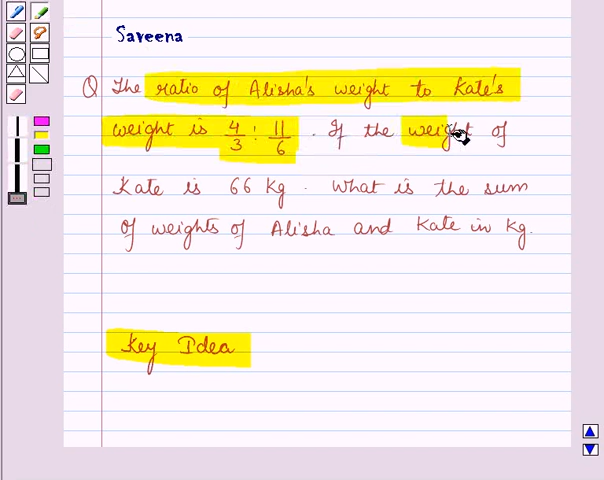 Saveena
Q The ratio of Alisha's weight to Kate's
weight is 4/3 : 11/6 . If the weight of
Kate is 66 kg. What is the sum
of weights of Alisha and Kate in kg.
Key Idea